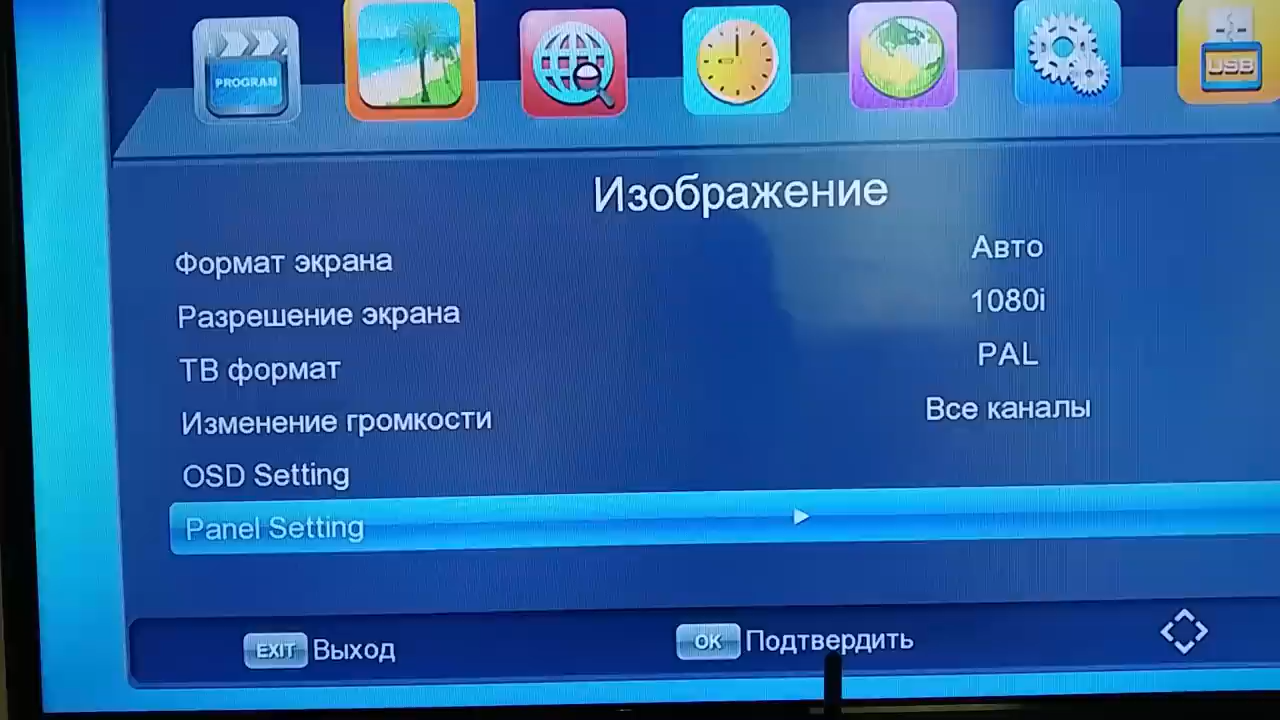 PROGRAM
USB
Изображение
Формат экрана Авто
Разрешение экрана 1080i
ТВ формат PAL
Изменение громкости Все каналы
OSD Setting
Panel Setting
EXIT Выход OK Подтвердить